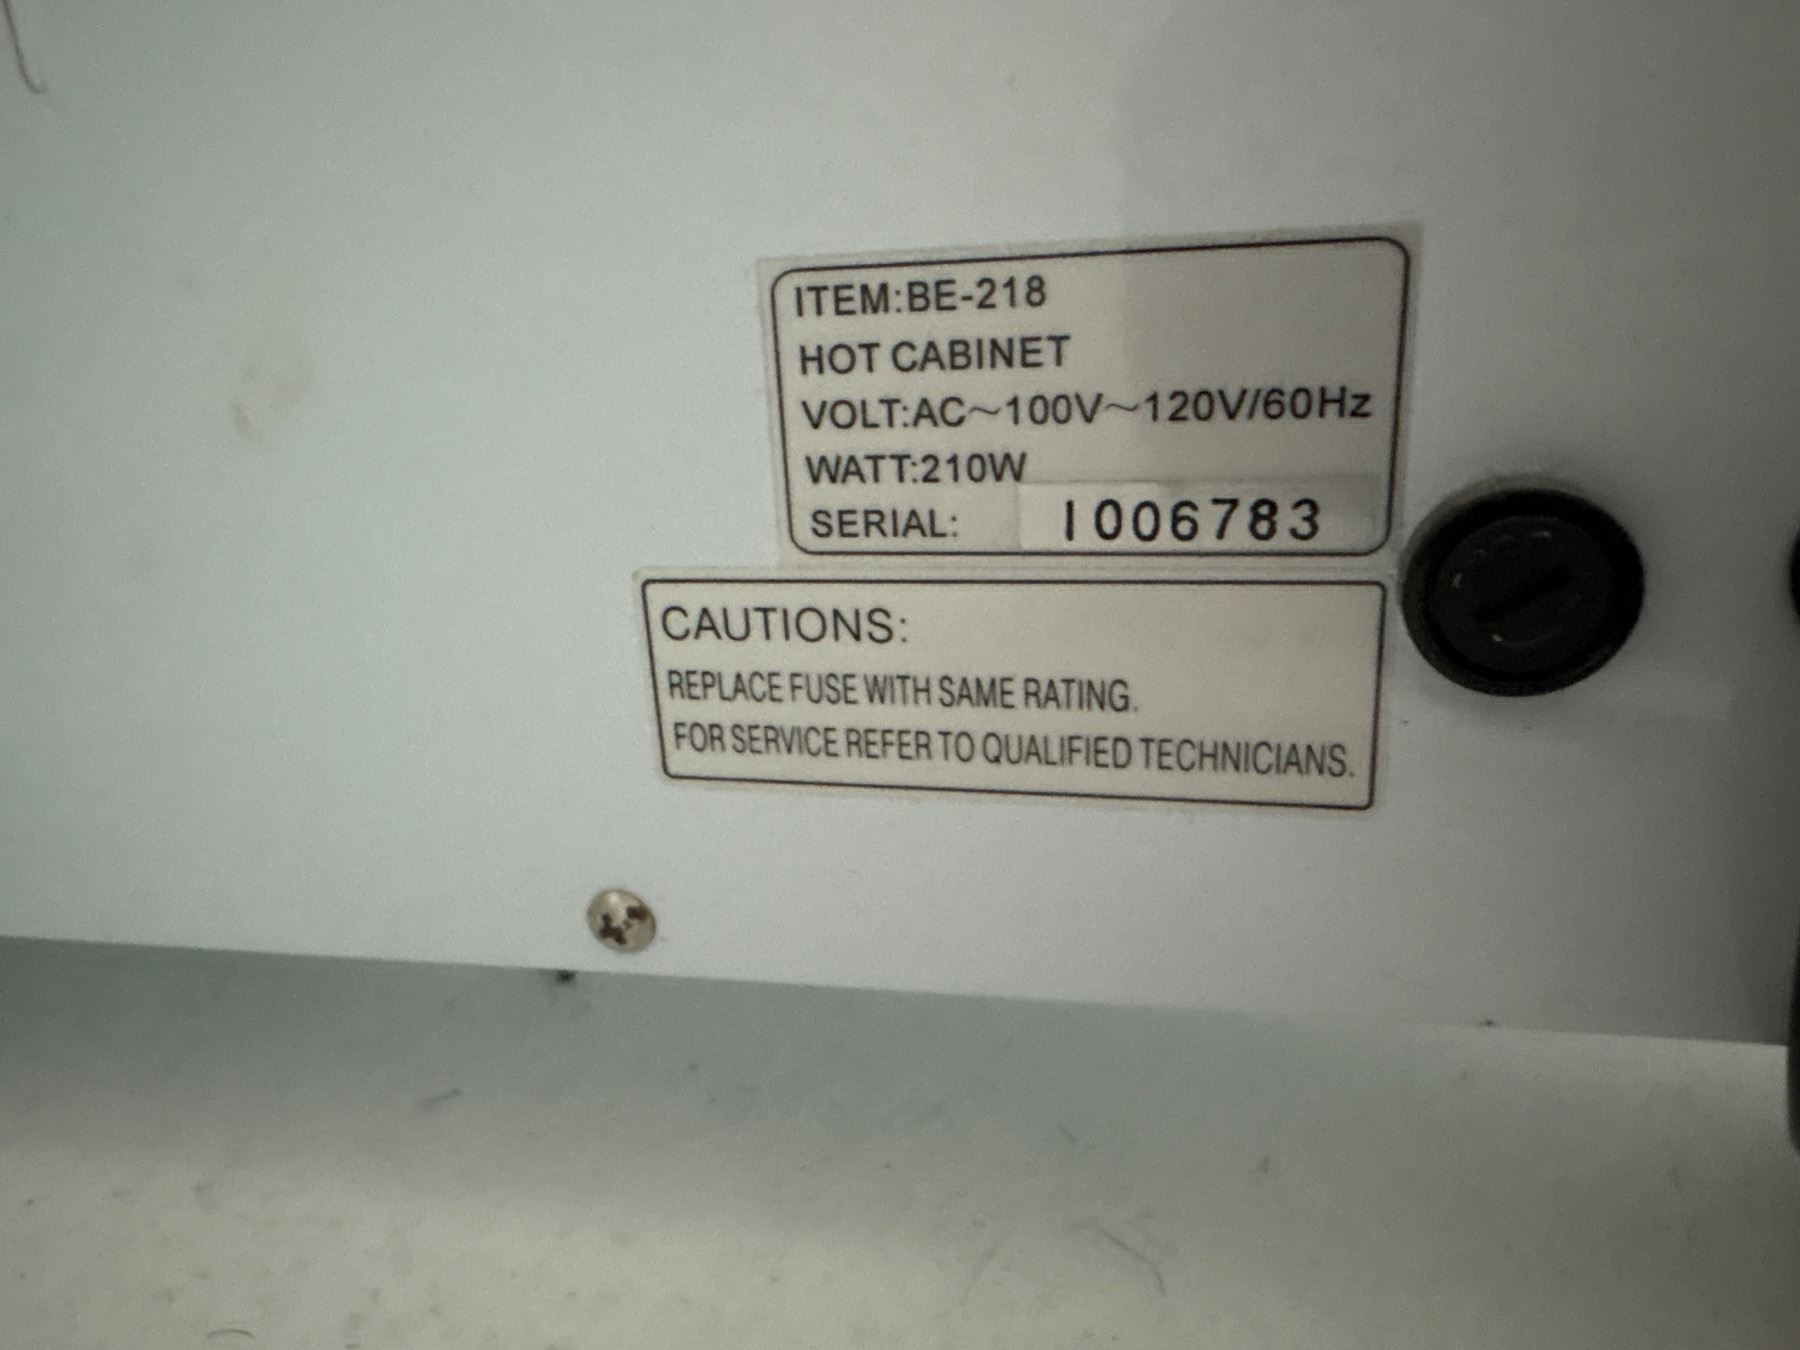 ITEM:BE-218
HOT CABINET
VOLT:AC~100V~120V/60Hz
WATT:210W
SERIAL: 1006783
CAUTIONS:
REPLACE FUSE WITH SAME RATING.
FOR SERVICE REFER TO QUALIFIED TECHNICIANS.